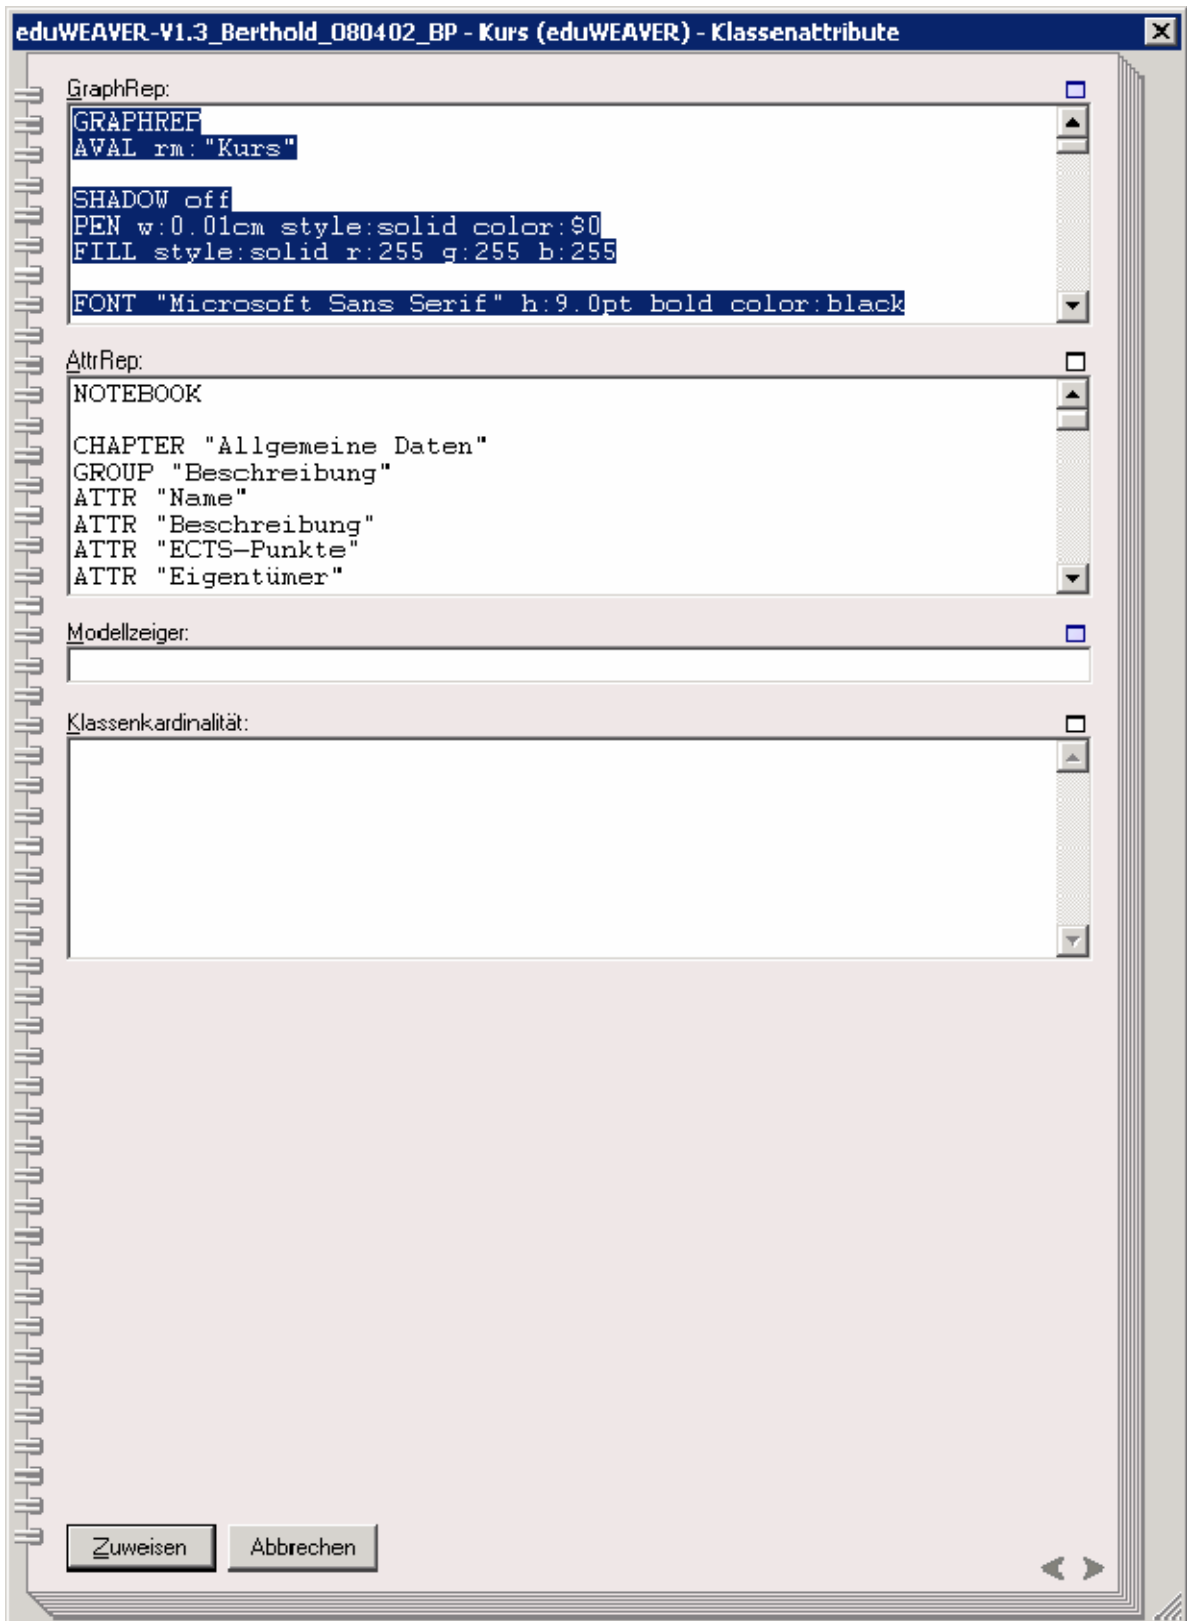 eduWEAVER-V1.3_Berthold_080402_BP - Kurs (eduWEAVER) - Klassenattribute
GraphRep:
GRAPHREP
AVAL rm:"Kurs"
SHADOW off
PEN w:0.01cm style:solid color:$0
FILL style:solid r:255 g:255 b:255
FONT "Microsoft Sans Serif" h:9.0pt bold color:black
AttrRep:
NOTEBOOK
CHAPTER "Allgemeine Daten"
GROUP "Beschreibung"
ATTR "Name"
ATTR "Beschreibung"
ATTR "ECTS-Punkte"
ATTR "Eigentümer"
Modellzeiger:
Klassenkardinalität:
Zuweisen Abbrechen